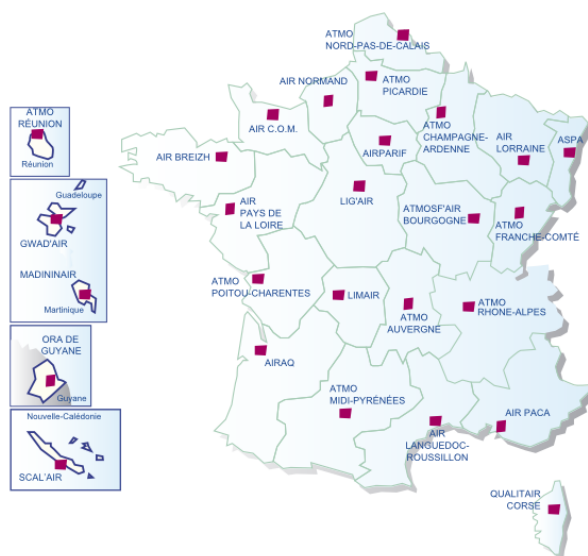 ATMO
NORD-PAS-DE-CALAIS
AIR NORMAND
ATMO
PICARDIE
ATMO
RÉUNION
Réunion
AIR C.O.M.
AIRPARIF
ATMO
CHAMPAGNE-
ARDENNE
AIR
LORRAINE
ASPA
AIR BREIZH
Guadeloupe
GWAD'AIR
AIR
PAYS DE
LA LOIRE
LIG'AIR
ATMOSF'AIR
BOURGOGNE
ATMO
FRANCHE-COMTÉ
MADININAIR
Martinique
ATMO
POITOU-CHARENTES
LIMAIR
ATMO
AUVERGNE
ATMO
RHONE-ALPES
ORA DE
GUYANE
Guyane
AIRAQ
ATMO
MIDI-PYRÉNÉES
AIR
LANGUEDOC-
ROUSSILLON
AIR PACA
Nouvelle-Calédonie
SCAL'AIR
QUALITAIR
CORSE